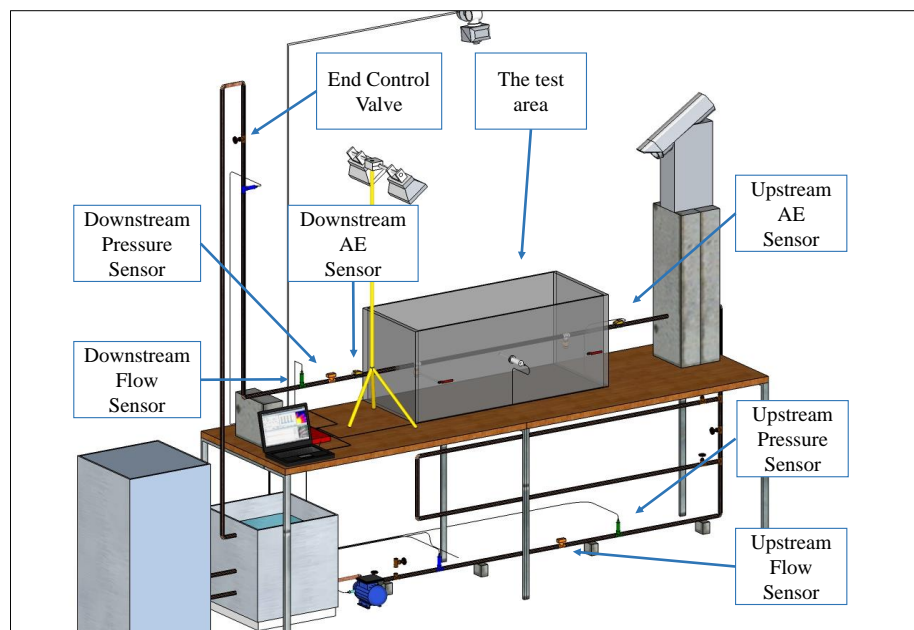 End Control
Valve
The test
area
Downstream
Pressure
Sensor
Downstream
AE
Sensor
Upstream
AE
Sensor
Downstream
Flow
Sensor
Upstream
Pressure
Sensor
Upstream
Flow
Sensor